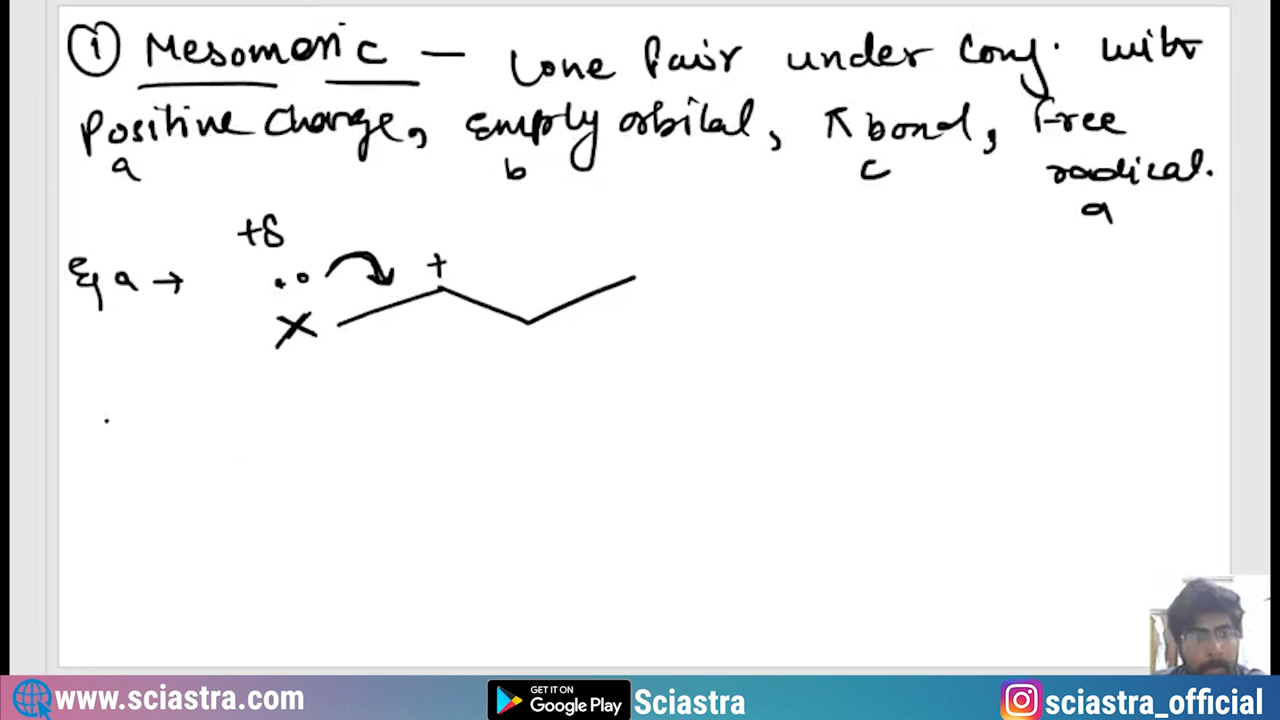 ① Mesomeric – Lone Pair under Conj. with
Positive Charge, Empty orbital, π bond, Free
radical.
a b c a
+δ
Eg a → X +
www.sciastra.com
GET IT ON
Google Play
Sciastra
sciastra_official